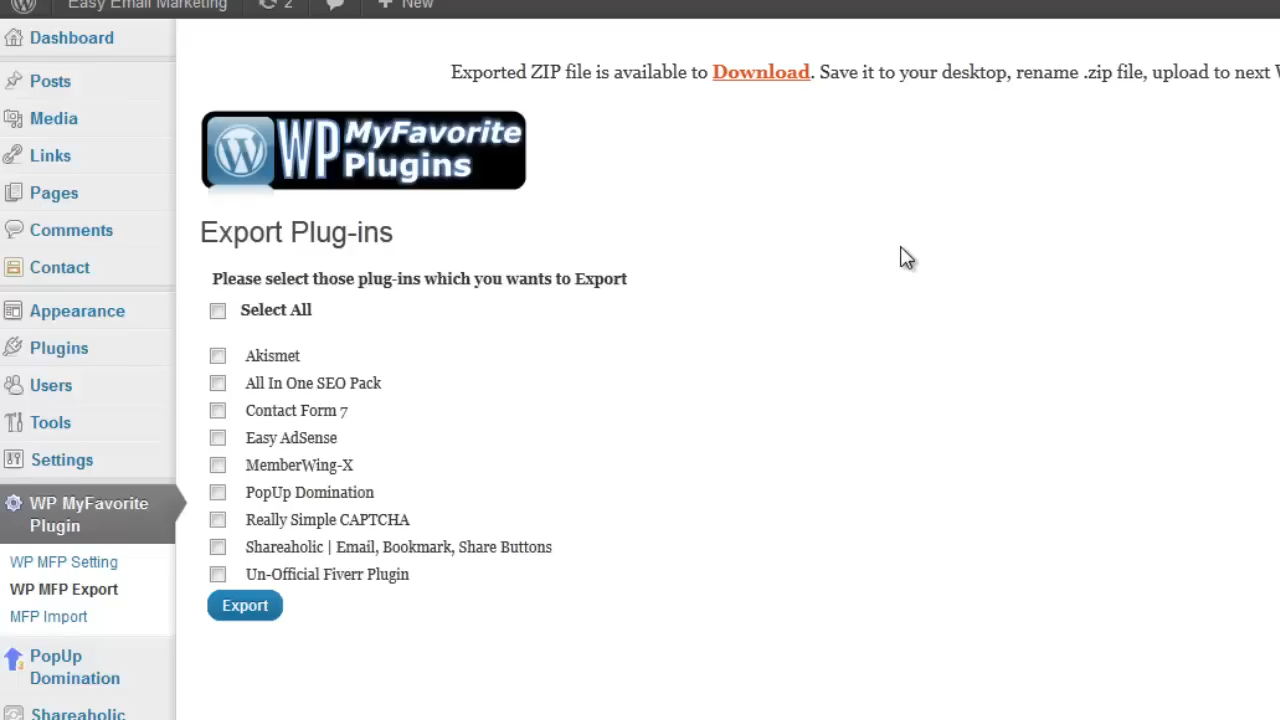 Easy Email Marketing 2 + New
Dashboard
Posts
Media
Links
Pages
Comments
Contact
Appearance
Plugins
Users
Tools
Settings
WP MyFavorite
Plugin
WP MFP Setting
WP MFP Export
MFP Import
PopUp
Domination
Shareaholic
Exported ZIP file is available to Download. Save it to your desktop, rename .zip file, upload to next
WP MyFavorite
Plugins
Export Plug-ins
Please select those plug-ins which you wants to Export
Select All
Akismet
All In One SEO Pack
Contact Form 7
Easy AdSense
MemberWing-X
PopUp Domination
Really Simple CAPTCHA
Shareaholic | Email, Bookmark, Share Buttons
Un-Official Fiverr Plugin
Export